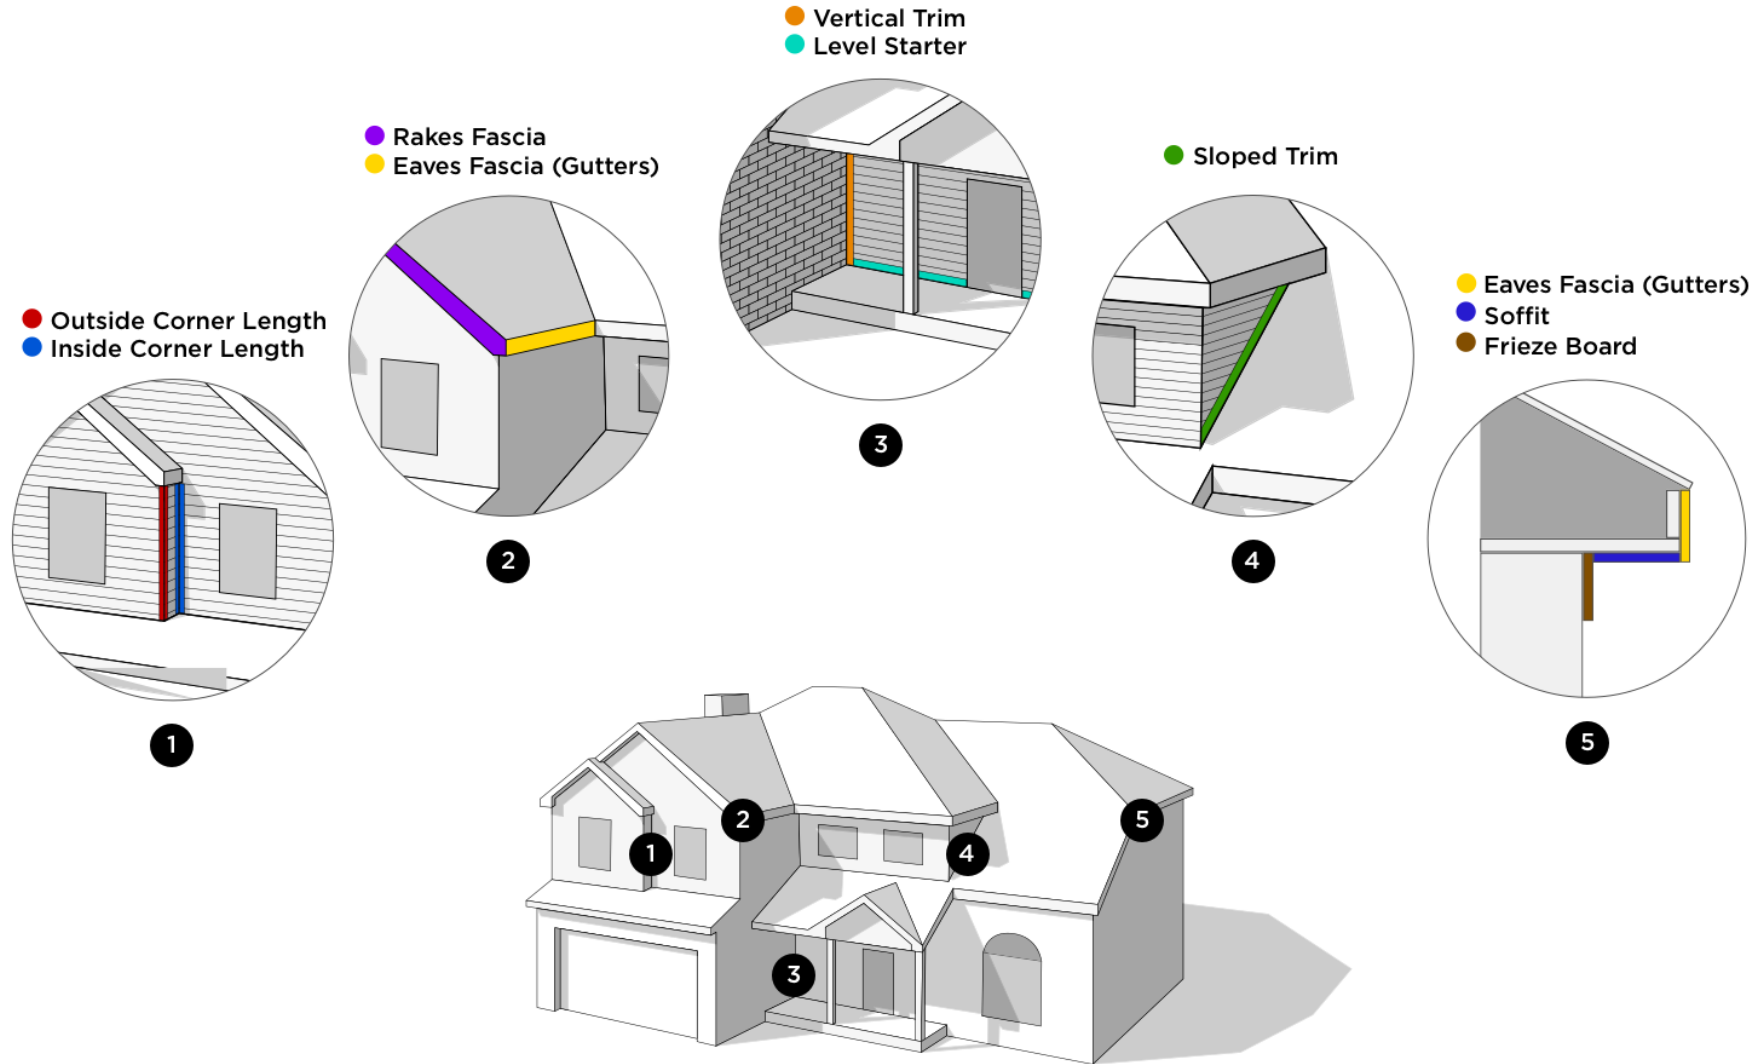 Vertical Trim
Level Starter
Rakes Fascia
Eaves Fascia (Gutters)
Sloped Trim
Eaves Fascia (Gutters)
Soffit
Frieze Board
Outside Corner Length
Inside Corner Length
3
2
4
1
5
2
5
1
4
3